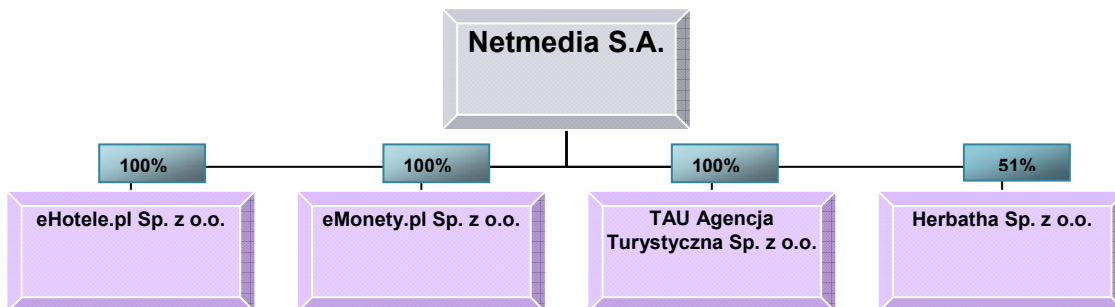 Netmedia S.A.
100%
100%
100%
51%
eHotele.pl Sp. z o.o.
eMonety.pl Sp. z o.o.
TAU Agencja
Turystyczna Sp. z o.o.
Herbatha Sp. z o.o.